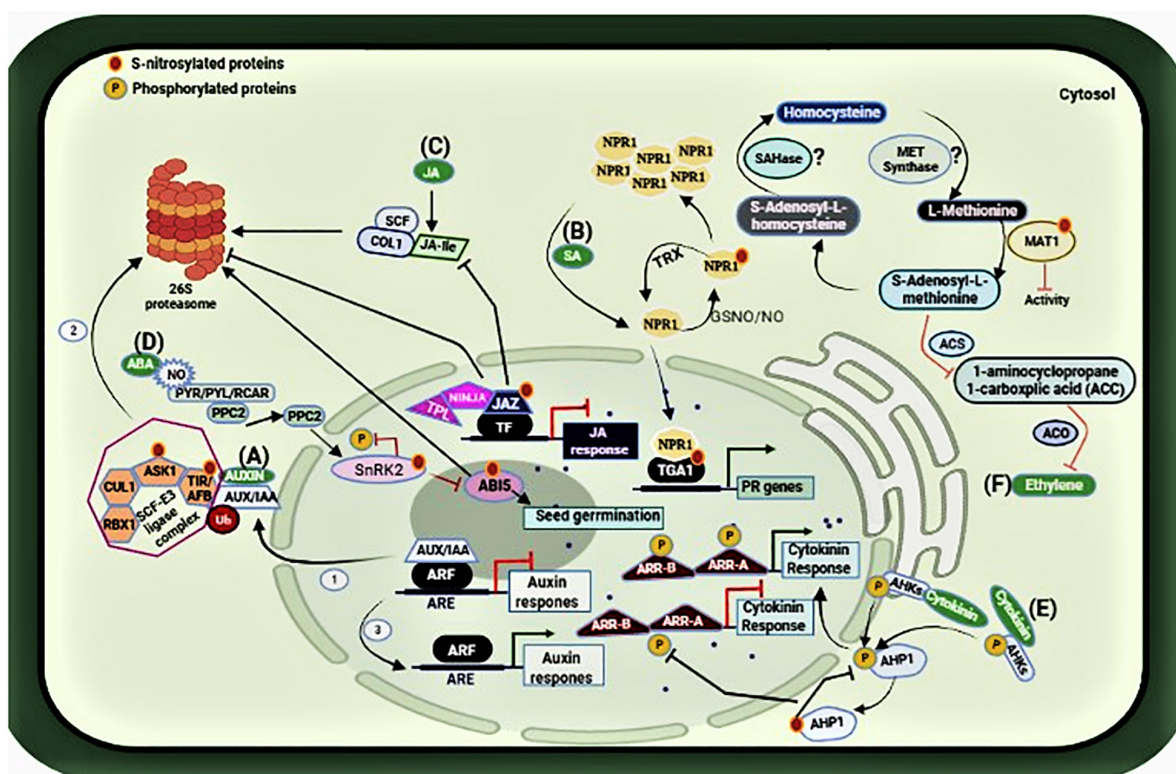 S-nitrosylated proteins
P Phosphorylated proteins
Cytosol
Homocysteine
SAHase ?
MET
Synthase ?
S-Adenosyl-L-
homocysteine
L-Methionine
MAT1
Activity
S-Adenosyl-L-
methionine
ACS
1-aminocyclopropane
1-carboxplic acid (ACC)
ACO
(F) Ethylene
NPR1
NPR1
NPR1
NPR1
NPR1
NPR1
(B)
SA
TRX
NPR1
GSNO/NO
NPR1
(C)
JA
SCF
COL1
JA-Ile
26S
proteasome
2
(D)
ABA
NO
PYR/PYL/RCAR
PPC2
PPC2
P
SnRK2
ABI5
Seed gerrmination
TPL
NINJA
JAZ
TF
JA
response
NPR1
TGA1
PR genes
(A)
AUXIN
AUX/IAA
ASK1
TIR/
AFB
CUL1
RBX1
SCF-E3
ligase
complex
Ub
1
AUX/IAA
ARF
ARE
Auxin
respones
3
ARF
ARE
Auxin
respones
P
P
ARR-B
ARR-A
Cytokinin
Response
ARR-B
ARR-A
P
Cytokinin
Response
P
AHKs
Cytokinin
(E)
Cytokinin
P
AHKs
P
AHP1
AHP1